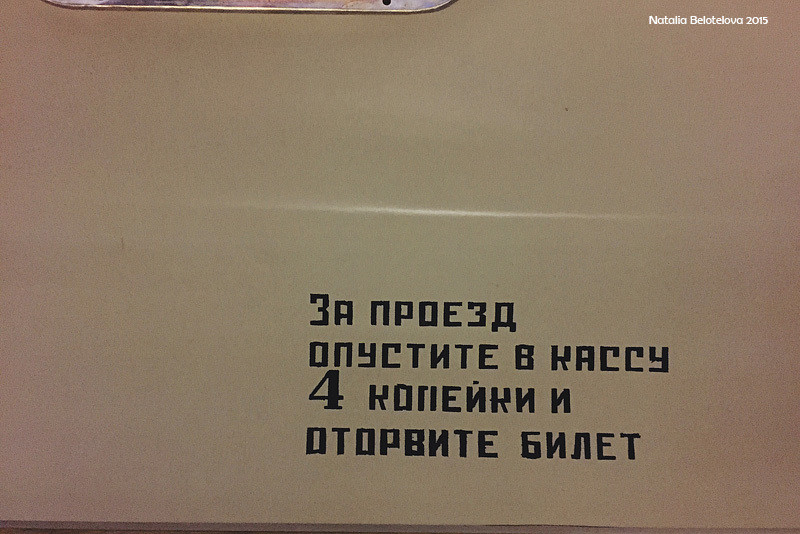 Natalia Belotelova 2015
За проезд
опустите в кассу
4 копейки и
оторвите билет